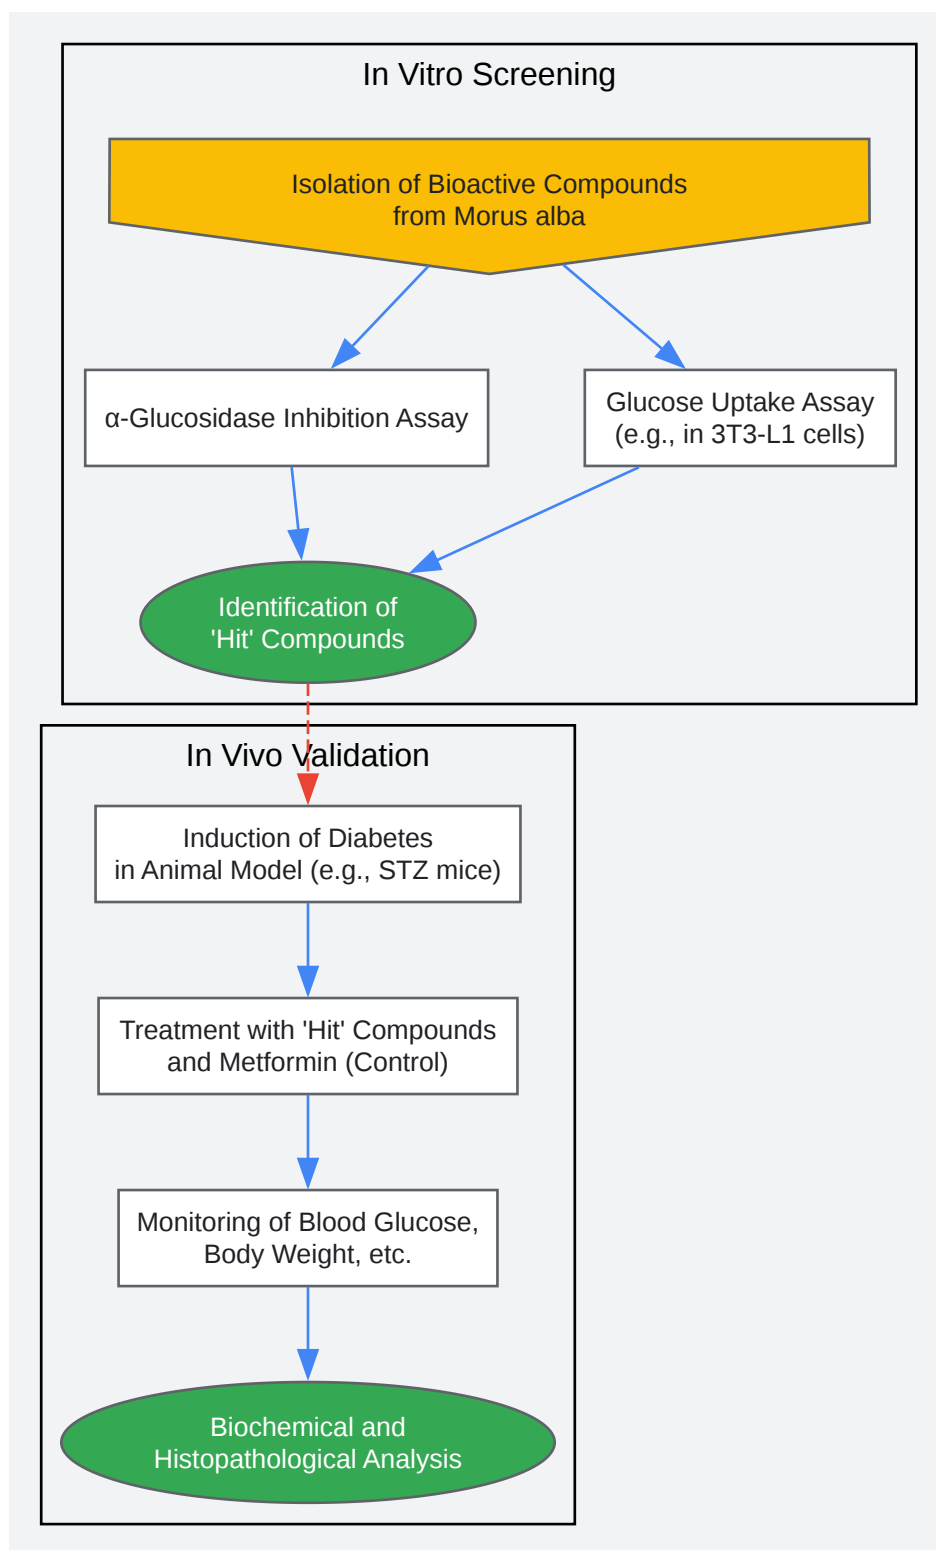 In Vitro Screening
Isolation of Bioactive Compounds
from Morus alba
α-Glucosidase Inhibition Assay
Glucose Uptake Assay
(e.g., in 3T3-L1 cells)
Identification of
'Hit' Compounds
In Vivo Validation
Induction of Diabetes
in Animal Model (e.g., STZ mice)
Treatment with 'Hit' Compounds
and Metformin (Control)
Monitoring of Blood Glucose,
Body Weight, etc.
Biochemical and
Histopathological Analysis